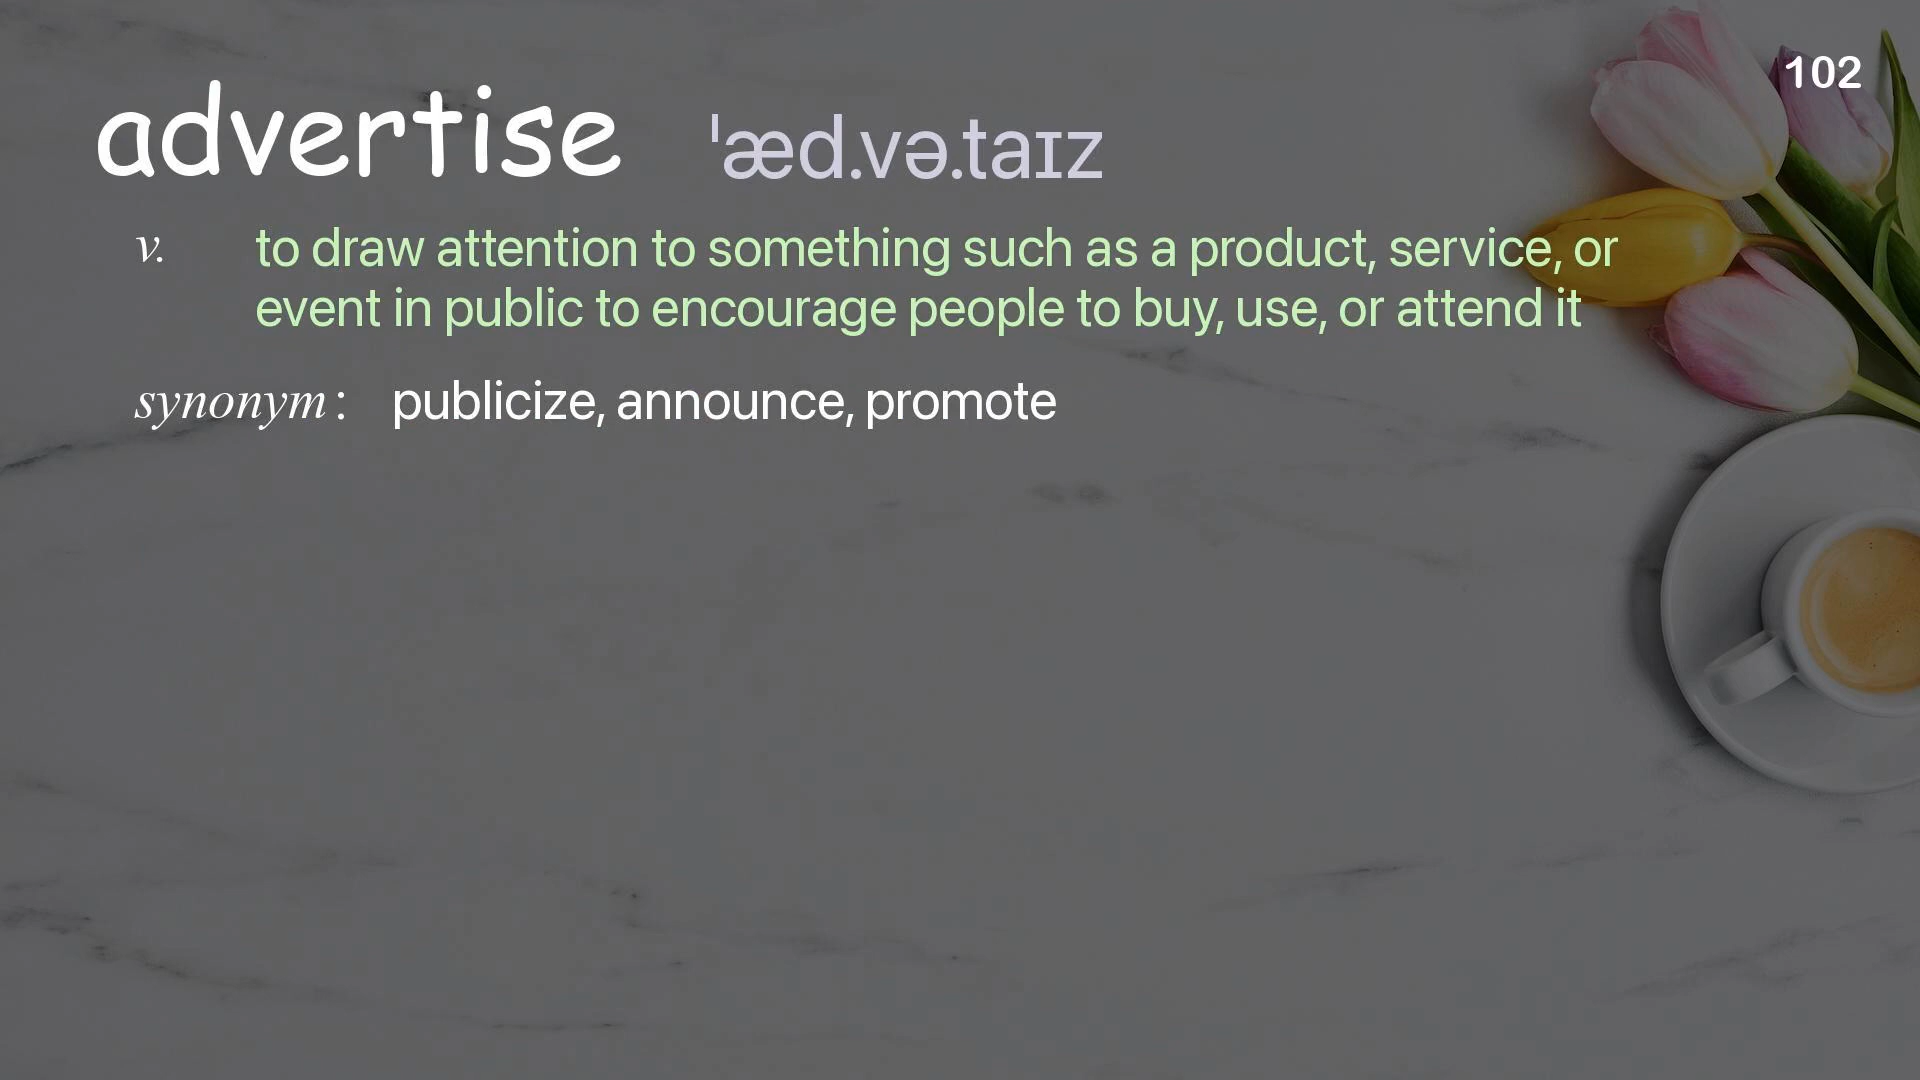 102
advertise ˈæd.və.taɪz
v. to draw attention to something such as a product, service, or
event in public to encourage people to buy, use, or attend it
synonym : publicize, announce, promote